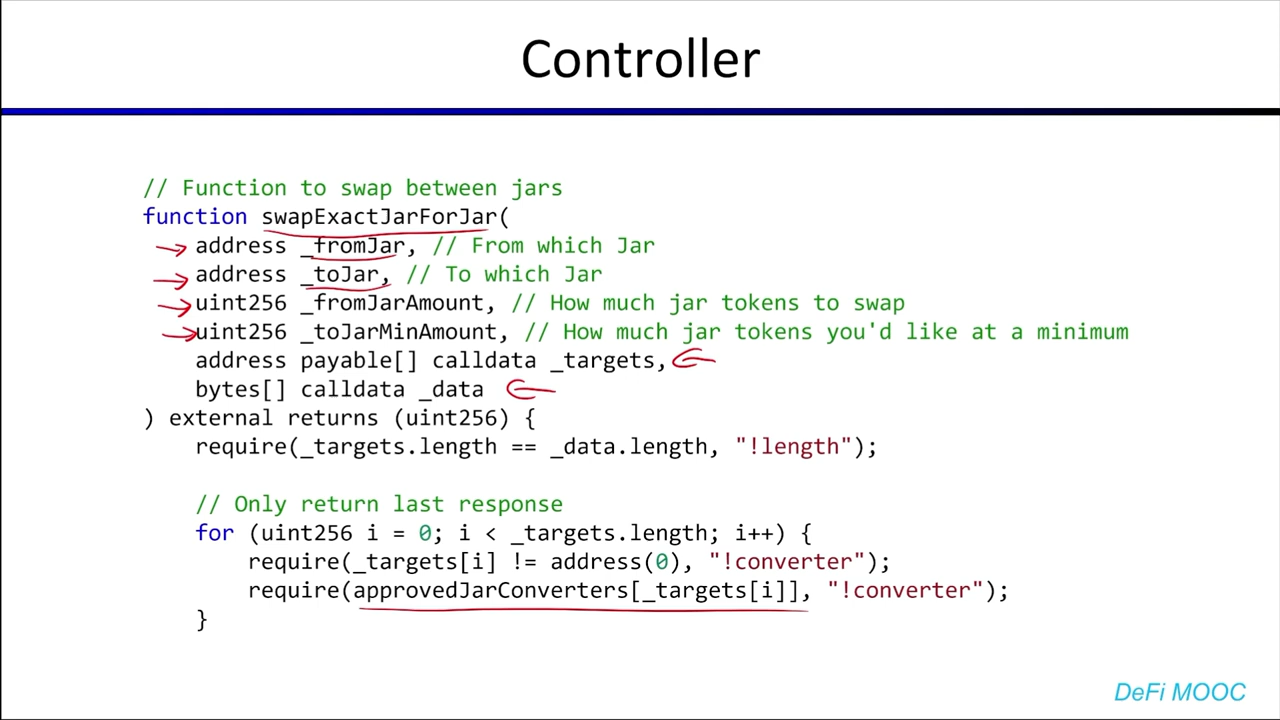 Controller
// Function to swap between jars
function swapExactJarForJar(
address _fromJar, // From which Jar
address _toJar, // To which Jar
uint256 _fromJarAmount, // How much jar tokens to swap
uint256 _toJarMinAmount, // How much jar tokens you'd like at a minimum
address payable[] calldata _targets,
bytes[] calldata _data
) external returns (uint256) {
require(_targets.length == _data.length, "!length");
// Only return last response
for (uint256 i = 0; i < _targets.length; i++) {
require(_targets[i] != address(0), "!converter");
require(approvedJarConverters[_targets[i]], "!converter");
}
DeFi MOOC